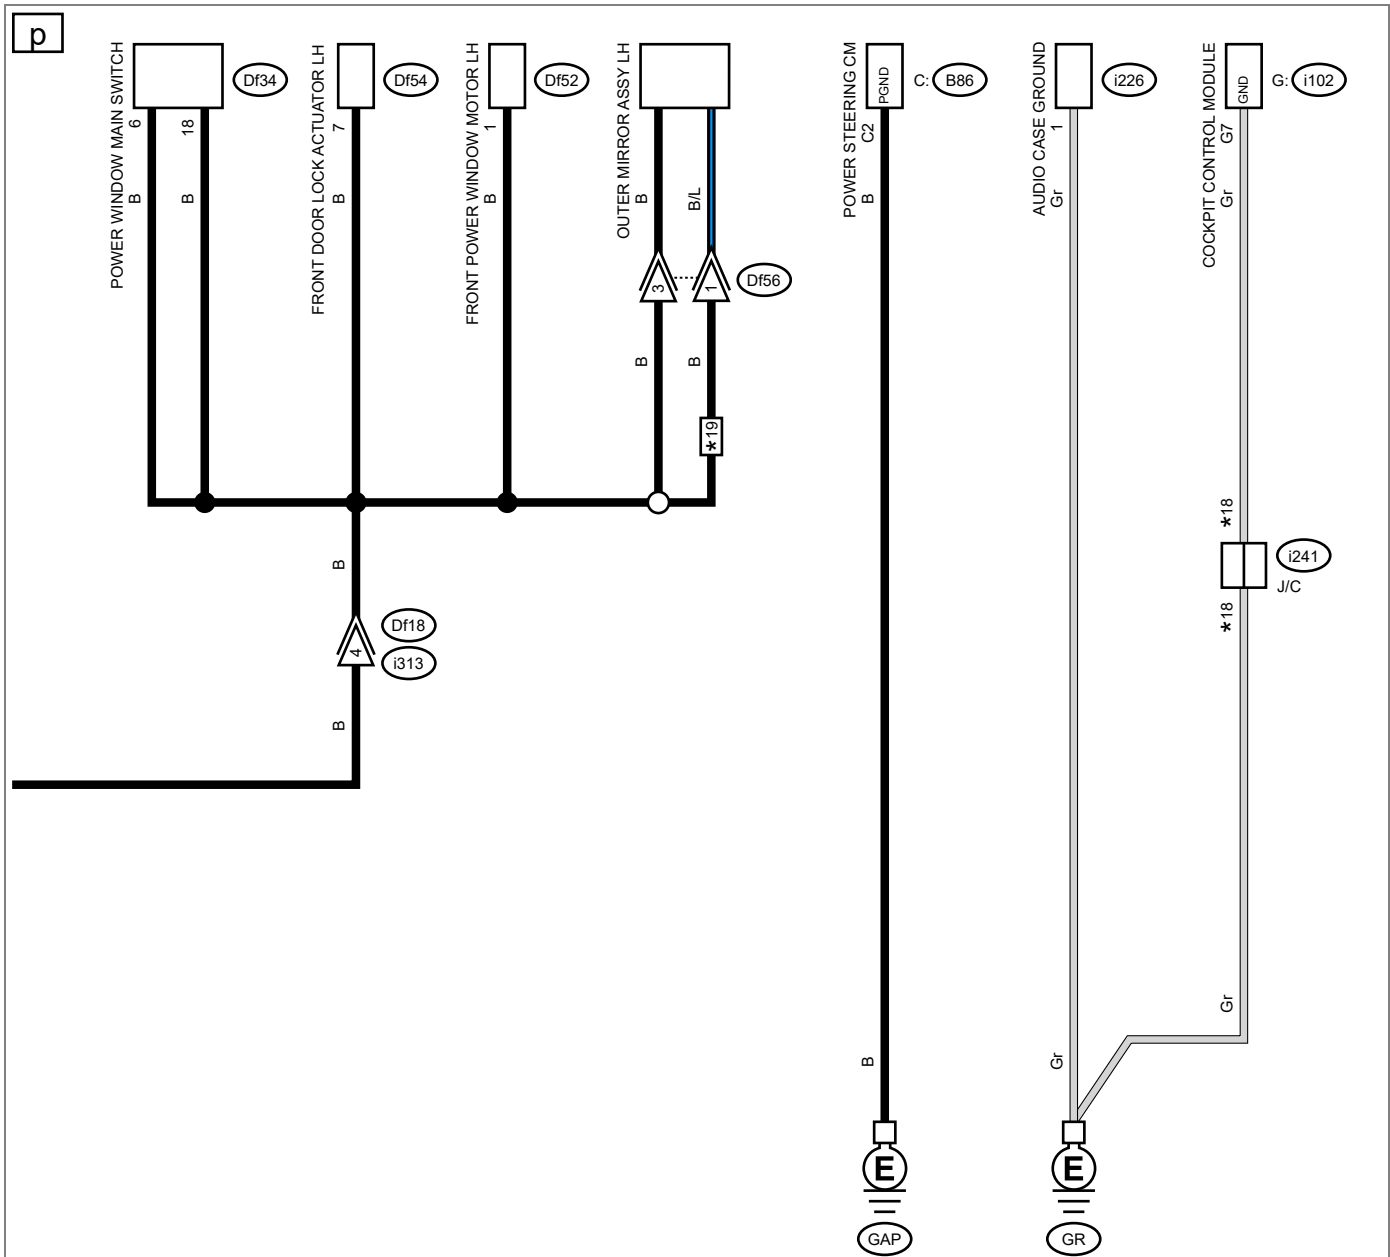 p
POWER WINDOW MAIN SWITCH
6
B
18
B
Df34
FRONT DOOR LOCK ACTUATOR LH
7
B
Df54
FRONT POWER WINDOW MOTOR LH
1
B
Df52
OUTER MIRROR ASSY LH
B
B/L
3
1
Df56
B
B
*19
B
4
Df18
i313
B
POWER STEERING CM
PGND
C2
B
C: B86
B
E
GAP
AUDIO CASE GROUND
1
Gr
i226
Gr
E
GR
COCKPIT CONTROL MODULE
GND
G7
Gr
G: i102
*18
i241
J/C
*18
Gr